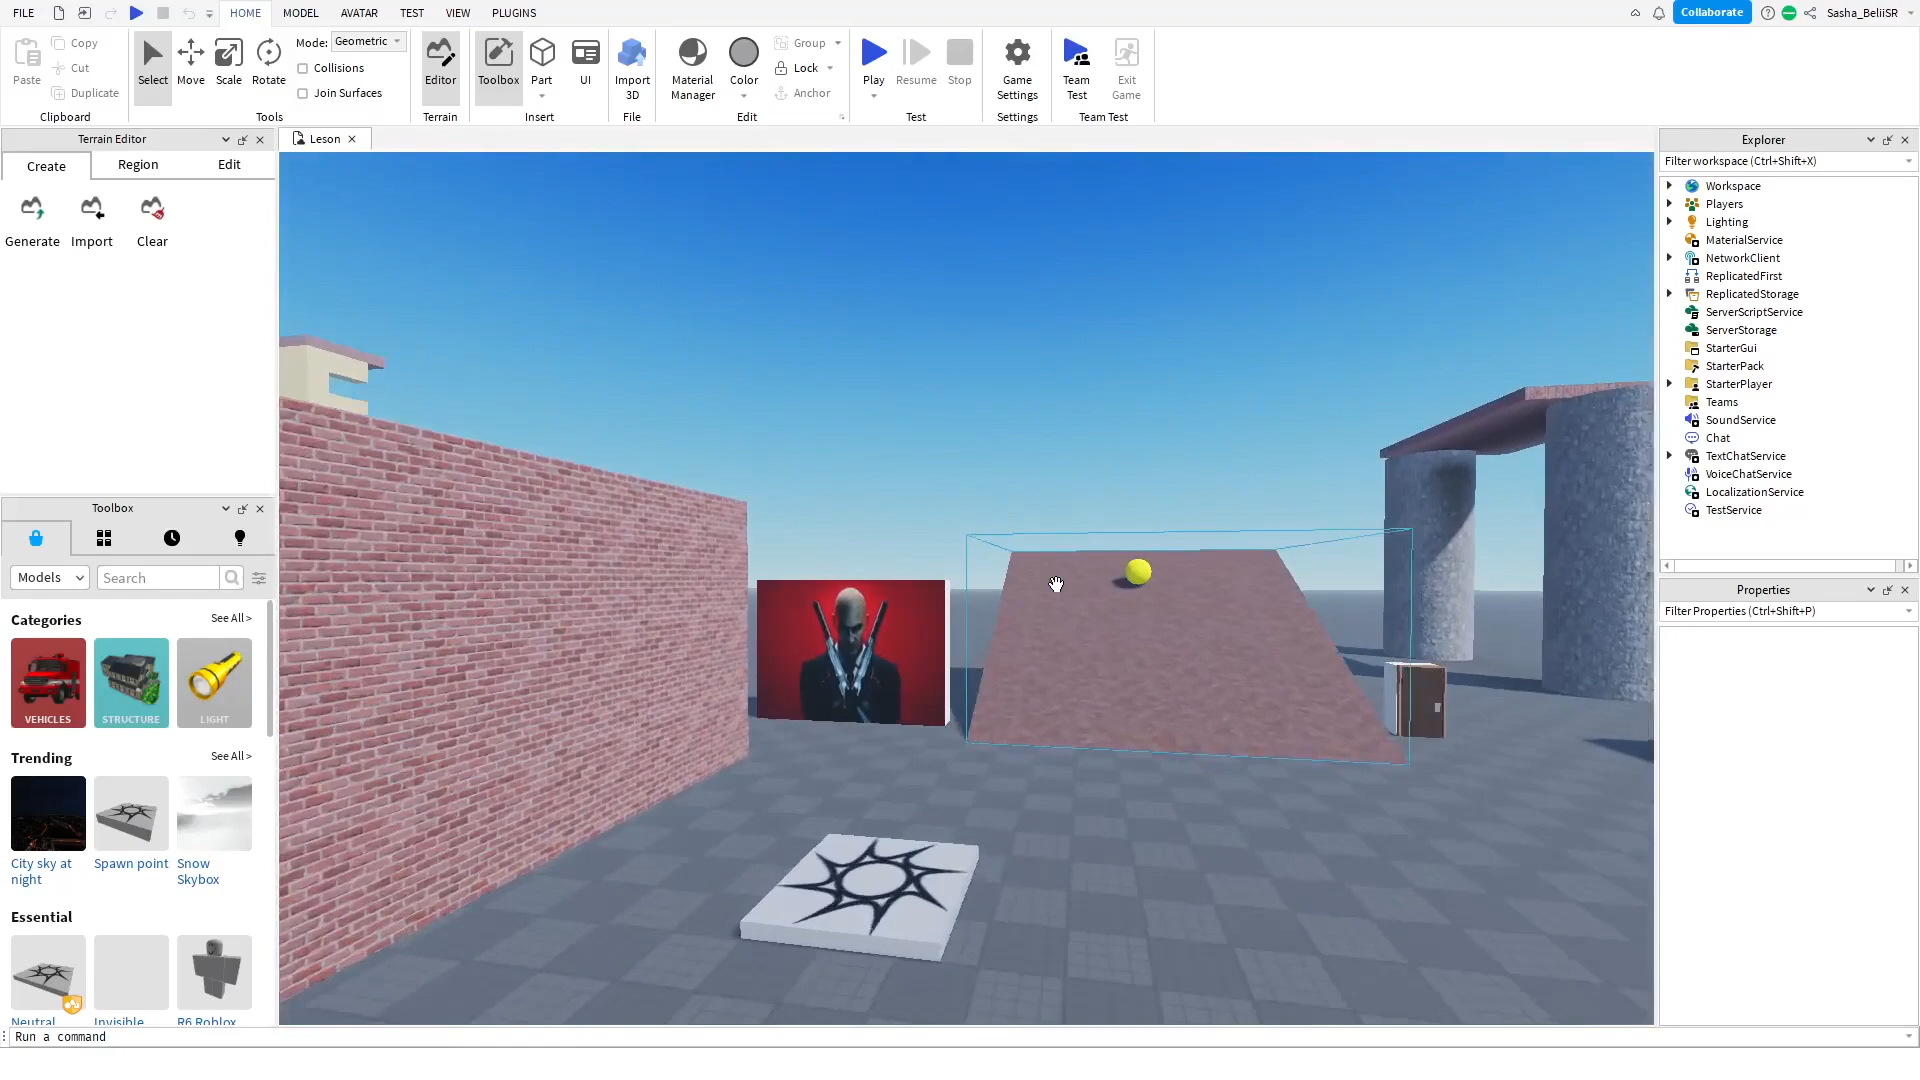 FILE HOME MODEL AVATAR TEST VIEW PLUGINS Collaborate Sasha_BeliiSR
Paste Copy Cut Duplicate Clipboard
Select Move Scale Rotate Mode: Geometric Collisions Join Surfaces Tools
Editor Terrain
Toolbox Part UI Insert
Import 3D File
Material Manager Color Group Lock Anchor Edit
Play Resume Stop Test
Game Settings Settings
Team Test Exit Game Team Test
Terrain Editor
Create Region Edit
Generate Import Clear
Leson
Toolbox
Models Search
Categories See All >
VEHICLES STRUCTURE LIGHT
Trending See All >
City sky at night Spawn point Snow Skybox
Essential
Neutral Invisible R6 Roblox
Explorer
Filter workspace (Ctrl+Shift+X)
Workspace
Players
Lighting
MaterialService
NetworkClient
ReplicatedFirst
ReplicatedStorage
ServerScriptService
ServerStorage
StarterGui
StarterPack
StarterPlayer
Teams
SoundService
Chat
TextChatService
VoiceChatService
LocalizationService
TestService
Properties
Filter Properties (Ctrl+Shift+P)
Run a command